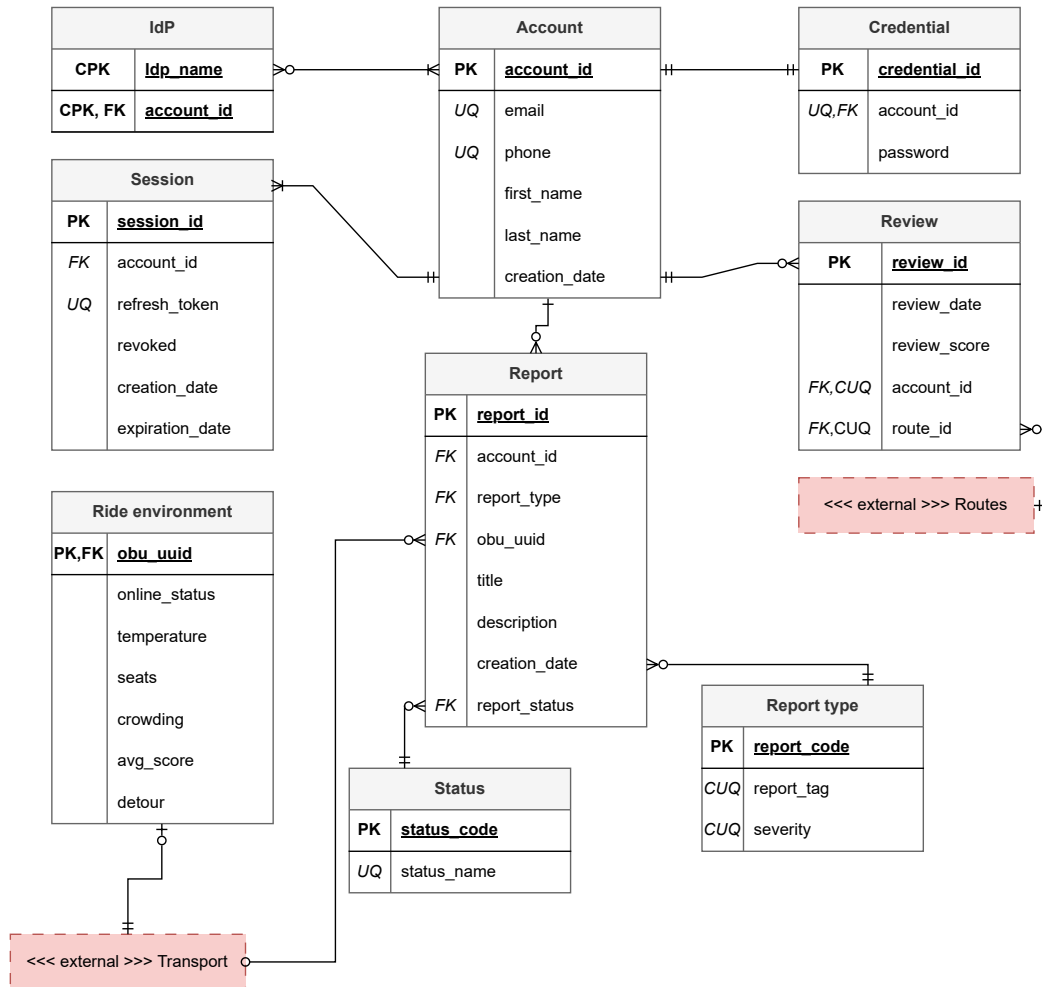 IdP
CPK Idp_name
CPK, FK account_id
Account
PK account_id
UQ email
UQ phone
first_name
last_name
creation_date
Credential
PK credential_id
UQ,FK account_id
password
Session
PK session_id
FK account_id
UQ refresh_token
revoked
creation_date
expiration_date
Review
PK review_id
review_date
review_score
FK,CUQ account_id
FK,CUQ route_id
<<< external >>> Routes
Report
PK report_id
FK account_id
FK report_type
FK obu_uuid
title
description
creation_date
FK report_status
Ride environment
PK,FK obu_uuid
online_status
temperature
seats
crowding
avg_score
detour
Report type
PK report_code
CUQ report_tag
CUQ severity
Status
PK status_code
UQ status_name
<<< external >>> Transport